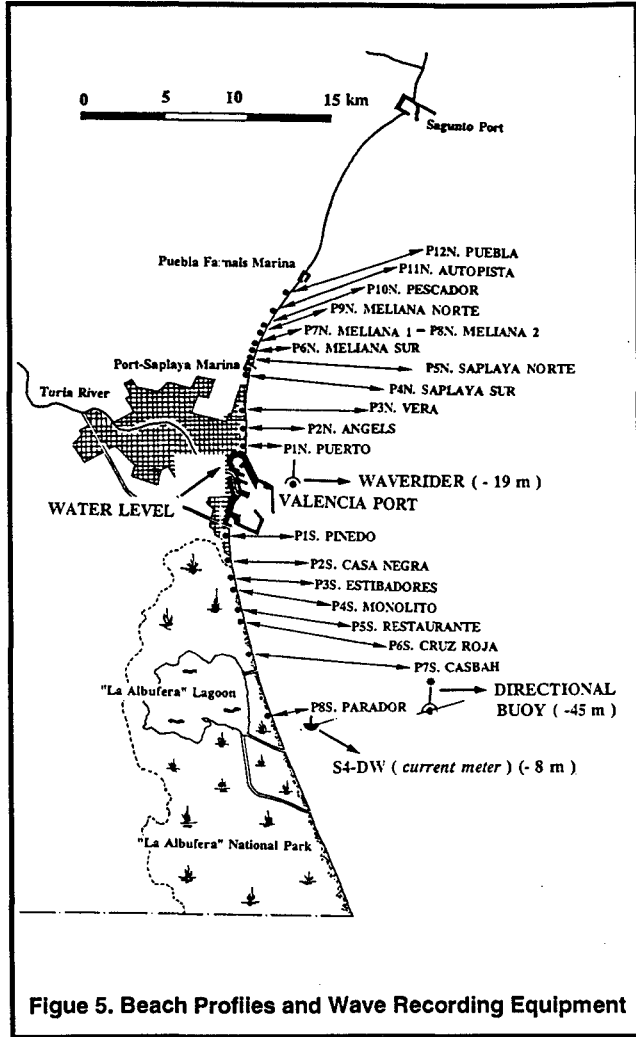 0 5 10 15 km
Sagunto Port
Puebla Farnals Marina
P12N. PUEBLA
P11N. AUTOPISTA
P10N. PESCADOR
P9N. MELIANA NORTE
P7N. MELIANA 1 – P8N. MELIANA 2
P6N. MELIANA SUR
Port-Saplaya Marina
P5N. SAPLAYA NORTE
P4N. SAPLAYA SUR
Turia River
P3N. VERA
P2N. ANGELS
P1N. PUERTO
WAVERIDER ( - 19 m )
WATER LEVEL
VALENCIA PORT
P1S. PINEDO
P2S. CASA NEGRA
P3S. ESTIBADORES
P4S. MONOLITO
P5S. RESTAURANTE
P6S. CRUZ ROJA
P7S. CASBAH
"La Albufera" Lagoon
DIRECTIONAL
BUOY ( -45 m )
P8S. PARADOR
S4-DW ( current meter ) (- 8 m )
"La Albufera" National Park
Figue 5. Beach Profiles and Wave Recording Equipment